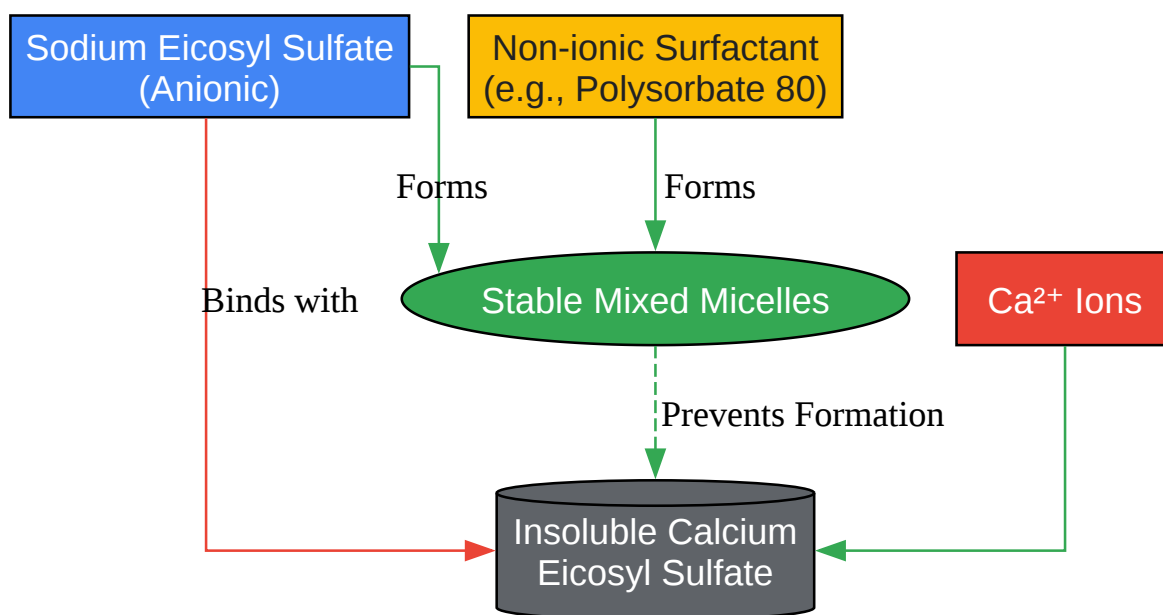 Sodium Eicosyl Sulfate
(Anionic)
Non-ionic Surfactant
(e.g., Polysorbate 80)
Forms
Forms
Binds with
Stable Mixed Micelles
Ca²⁺ Ions
Prevents Formation
Insoluble Calcium
Eicosyl Sulfate